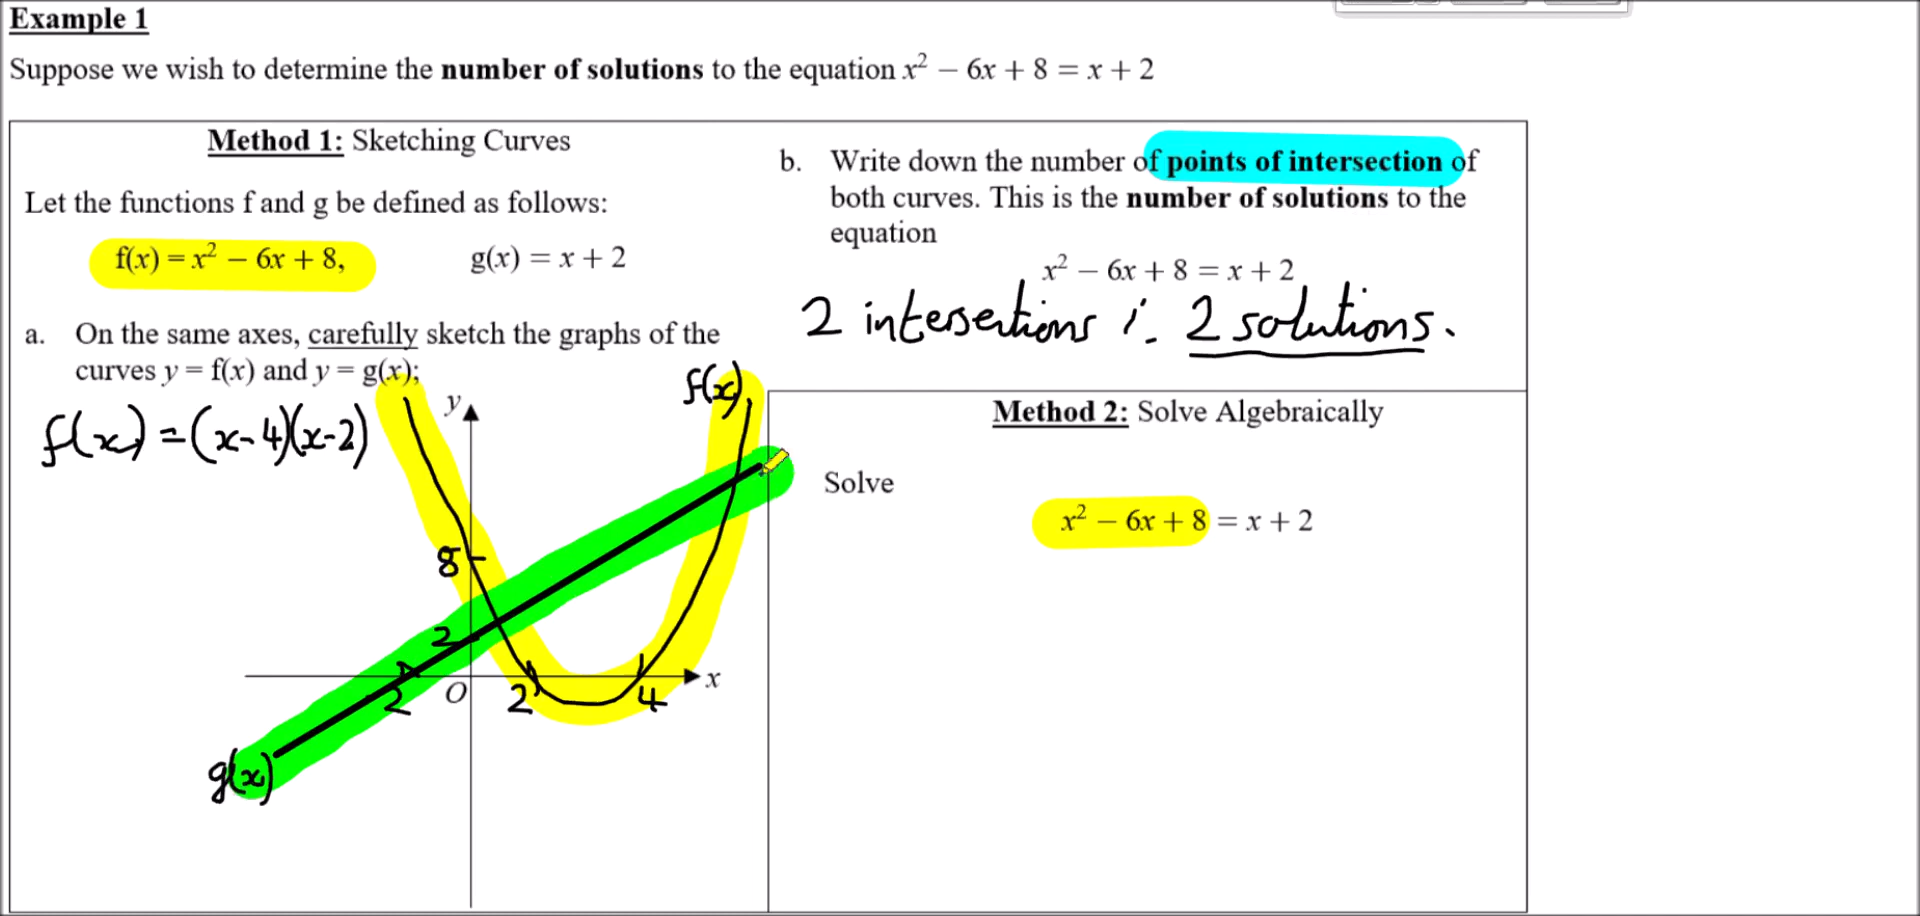 Example 1
Suppose we wish to determine the number of solutions to the equation x² – 6x + 8 = x + 2
Method 1: Sketching Curves
Let the functions f and g be defined as follows:
f(x) = x² – 6x + 8, g(x) = x + 2
a. On the same axes, carefully sketch the graphs of the
curves y = f(x) and y = g(x);
f(x) = (x-4)(x-2)
f(x)
y
8
2
2
O
2
4
x
g(x)
b. Write down the number of points of intersection of
both curves. This is the number of solutions to the
equation
x² – 6x + 8 = x + 2
2 intersections ∴ 2 solutions.
Method 2: Solve Algebraically
Solve
x² – 6x + 8 = x + 2